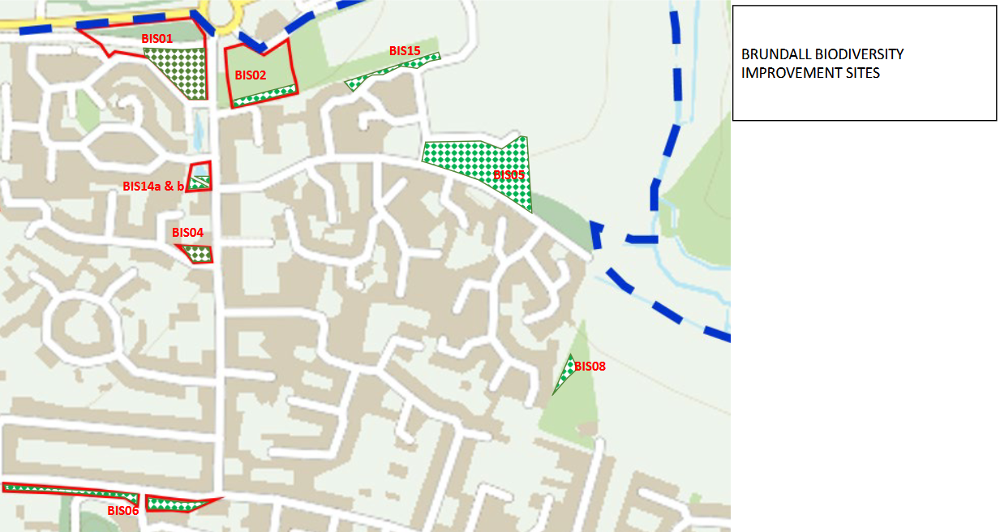 BRUNDALL BIODIVERSITY
IMPROVEMENT SITES
BIS01
BIS15
BIS02
BIS05
BIS14a & b
BIS04
BIS08
BIS06